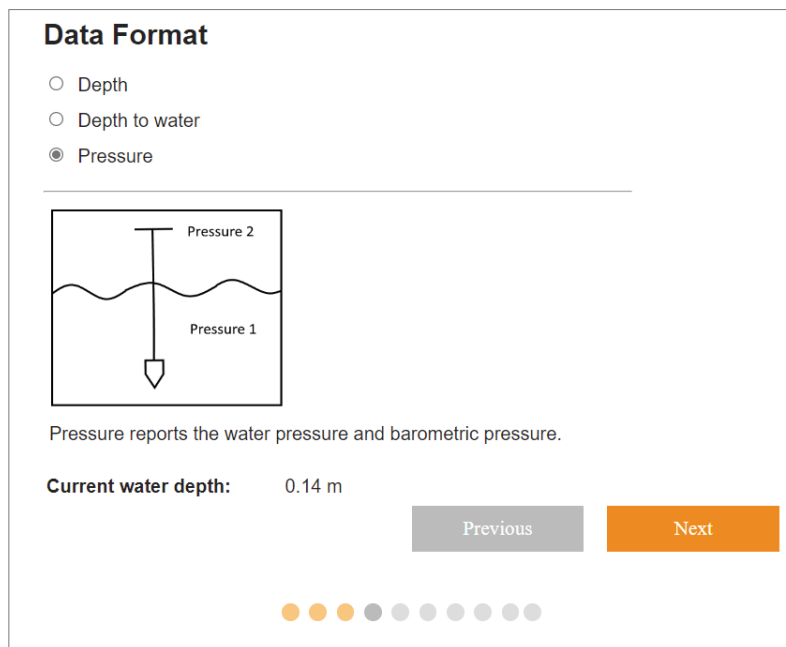 Data Format
Depth
Depth to water
Pressure
Pressure 2
Pressure 1
Pressure reports the water pressure and barometric pressure.
Current water depth: 0.14 m
Previous Next